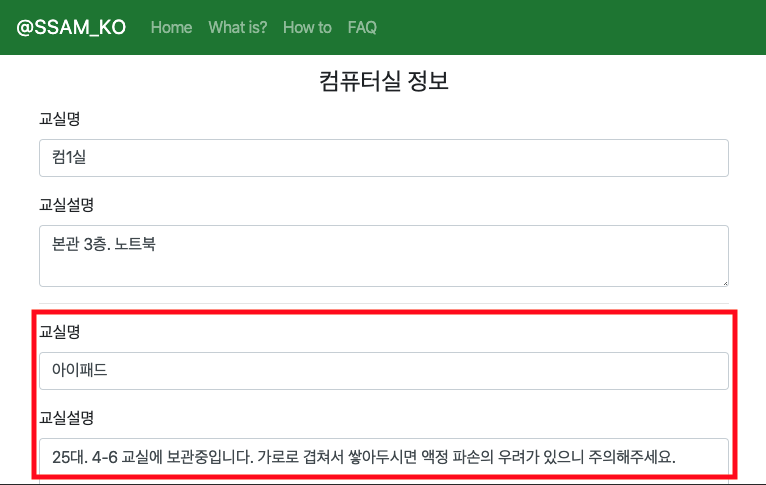 @SSAM_KO Home What is? How to FAQ
컴퓨터실 정보
교실명
컴1실
교실설명
본관 3층. 노트북
교실명
아이패드
교실설명
25대. 4-6 교실에 보관중입니다. 가로로 겹쳐서 쌓아두시면 액정 파손의 우려가 있으니 주의해주세요.